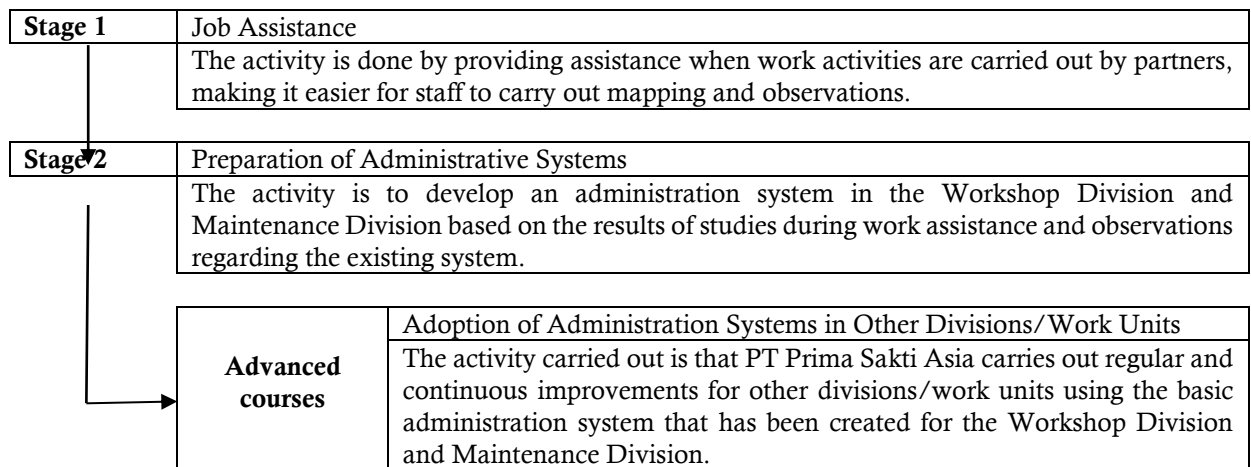 Stage 1 Job Assistance
The activity is done by providing assistance when work activities are carried out by partners,
making it easier for staff to carry out mapping and observations.
Stage 2 Preparation of Administrative Systems
The activity is to develop an administration system in the Workshop Division and
Maintenance Division based on the results of studies during work assistance and observations
regarding the existing system.
Advanced
courses
Adoption of Administration Systems in Other Divisions/Work Units
The activity carried out is that PT Prima Sakti Asia carries out regular and
continuous improvements for other divisions/work units using the basic
administration system that has been created for the Workshop Division
and Maintenance Division.